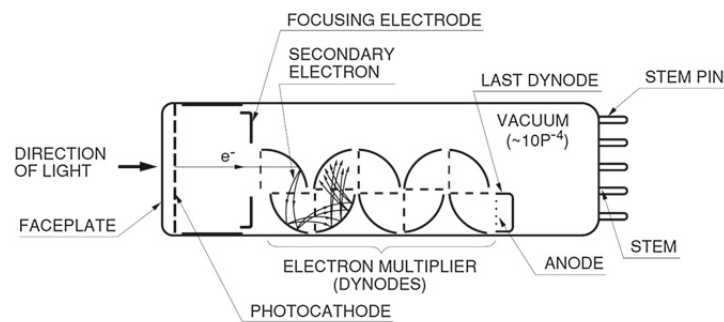 FOCUSING ELECTRODE
SECONDARY
ELECTRON
LAST DYNODE
STEM PIN
VACUUM
(~10P⁻⁴)
DIRECTION
OF LIGHT
e⁻
FACEPLATE
STEM
ELECTRON MULTIPLIER
(DYNODES)
ANODE
PHOTOCATHODE